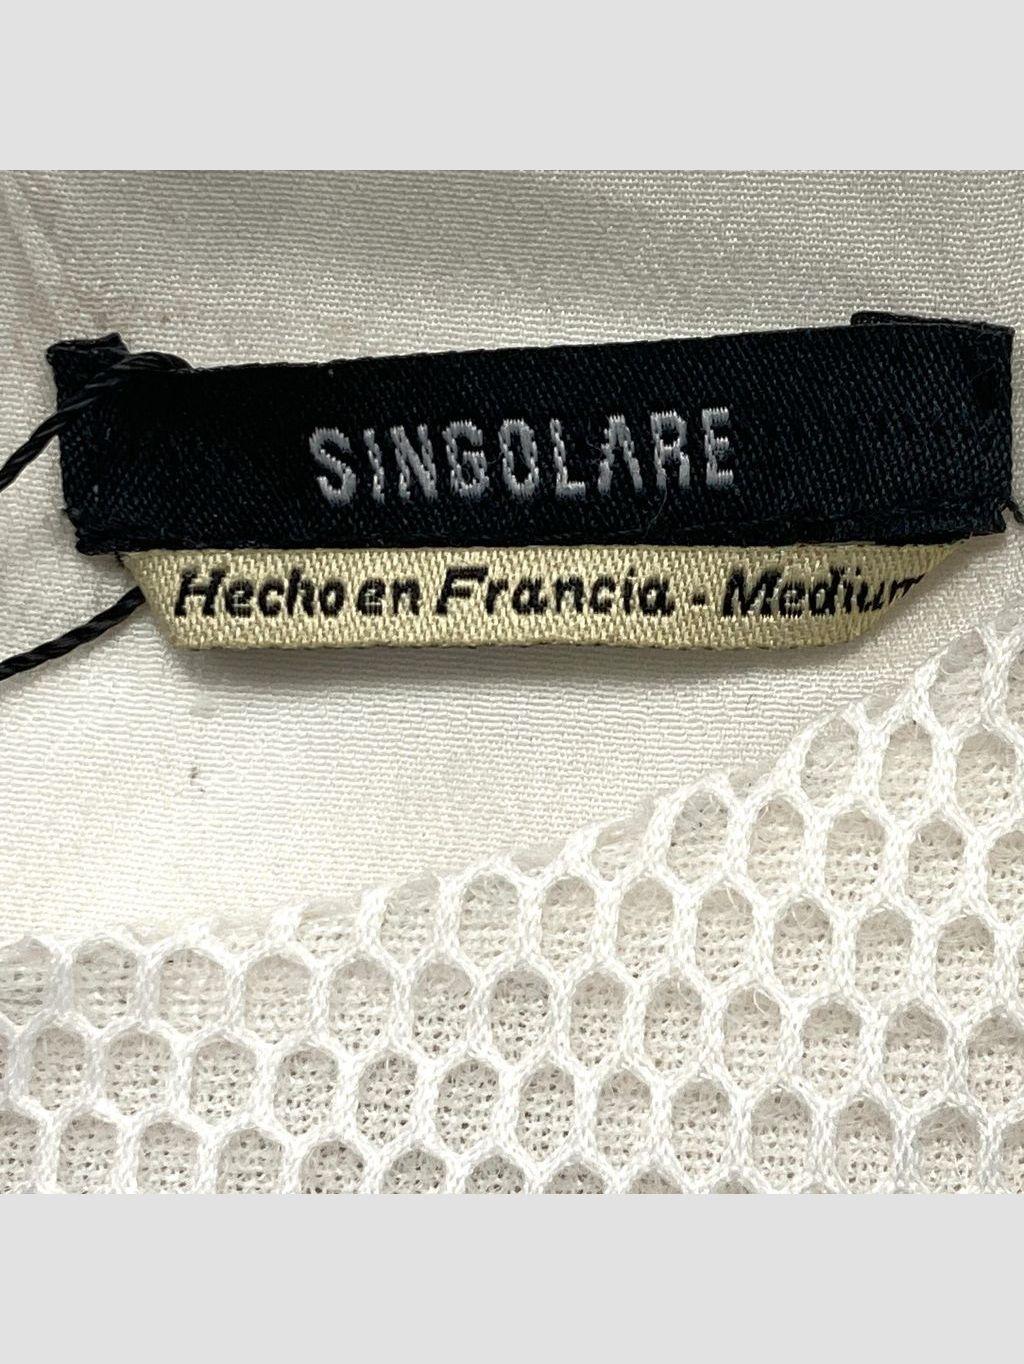 SINGOLARE
Hecho en Francia - Medium